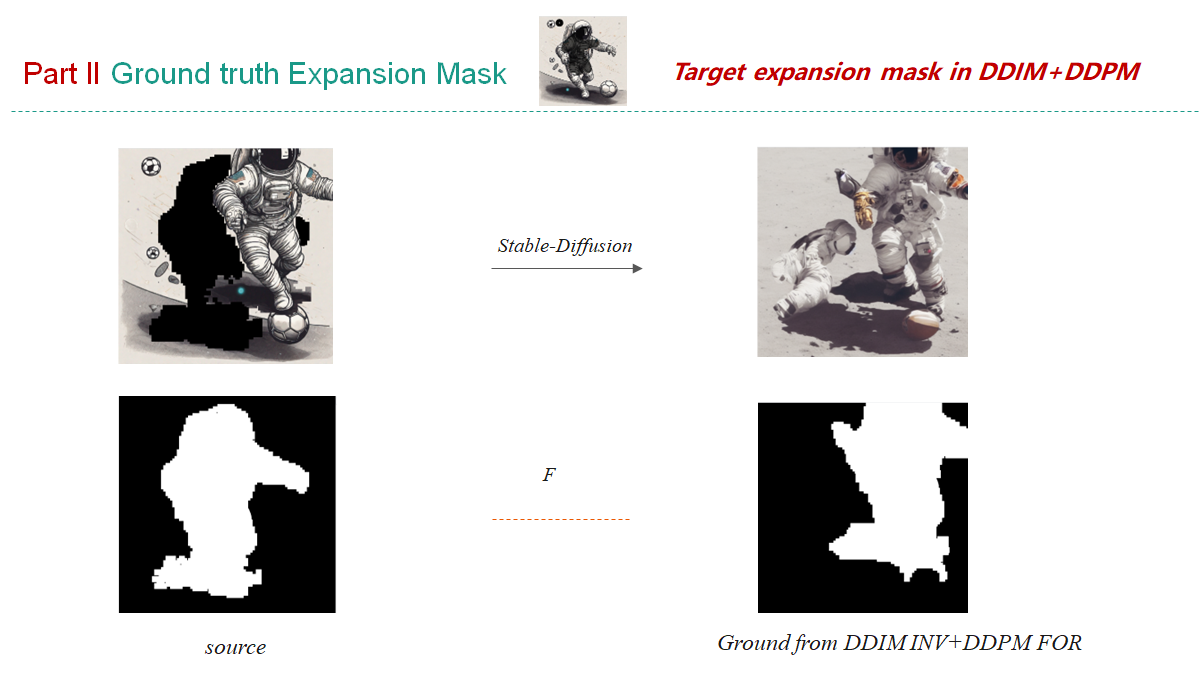 Part II Ground truth Expansion Mask
Target expansion mask in DDIM+DDPM
Stable-Diffusion
F
source
Ground from DDIM INV+DDPM FOR